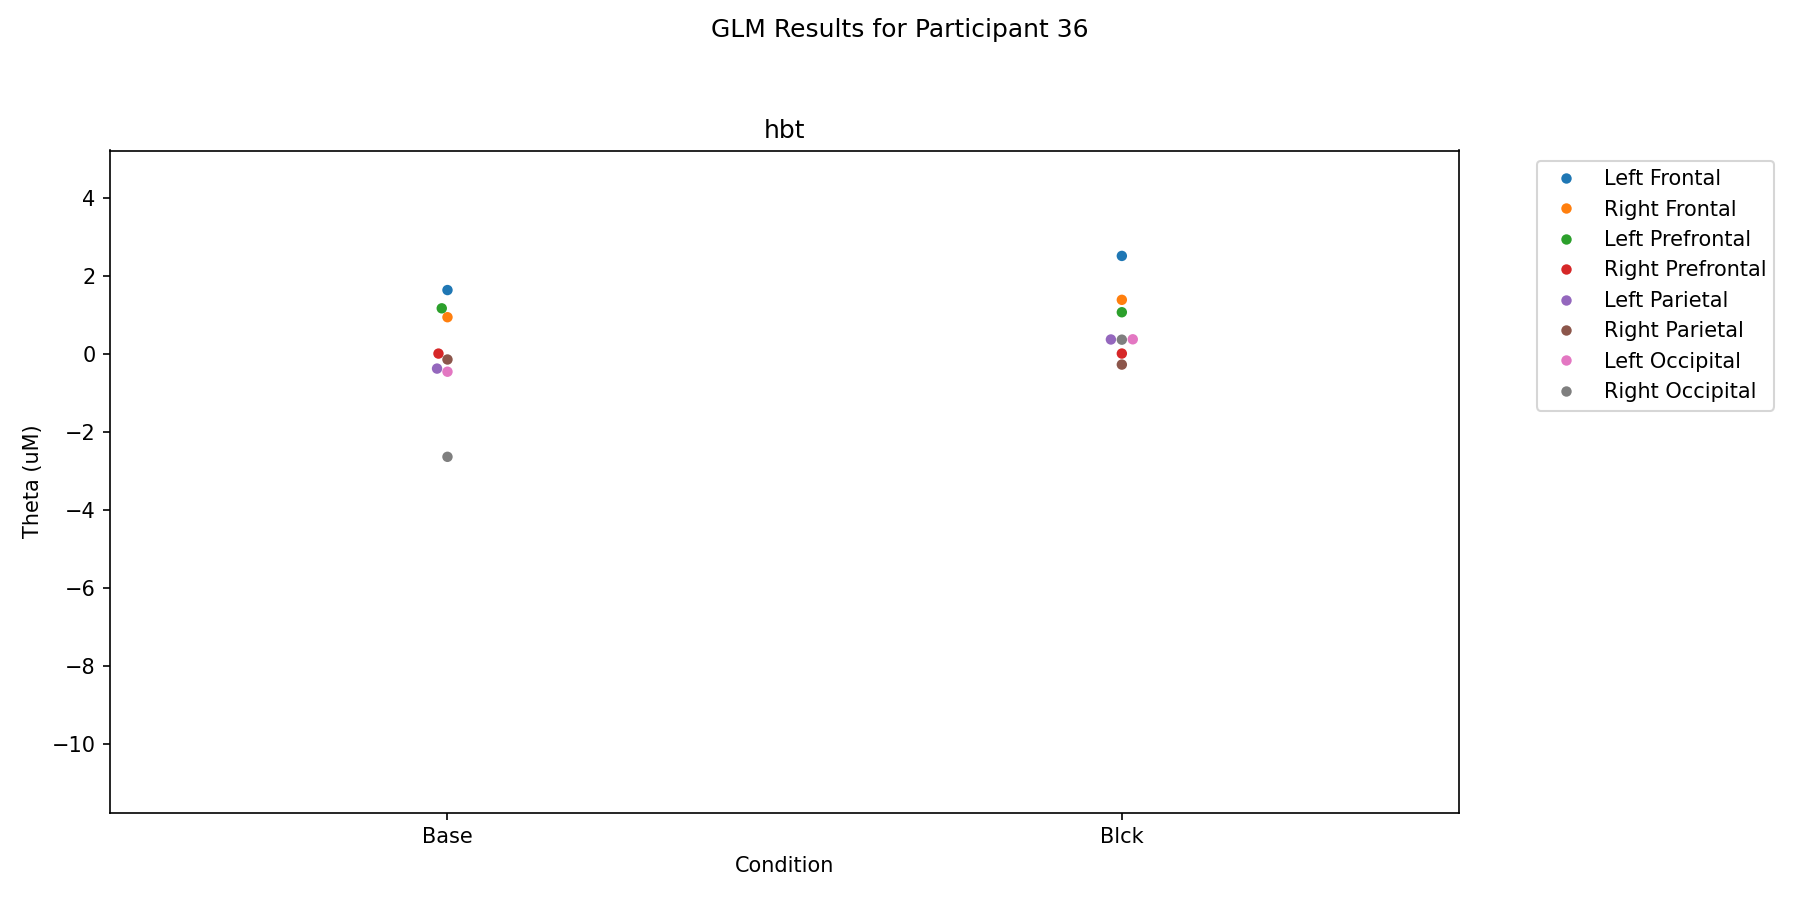 GLM Results for Participant 36
hbt
4
2
0
−2
−4
−6
−8
−10
Theta (uM)
Base
Blck
Condition
Left Frontal
Right Frontal
Left Prefrontal
Right Prefrontal
Left Parietal
Right Parietal
Left Occipital
Right Occipital